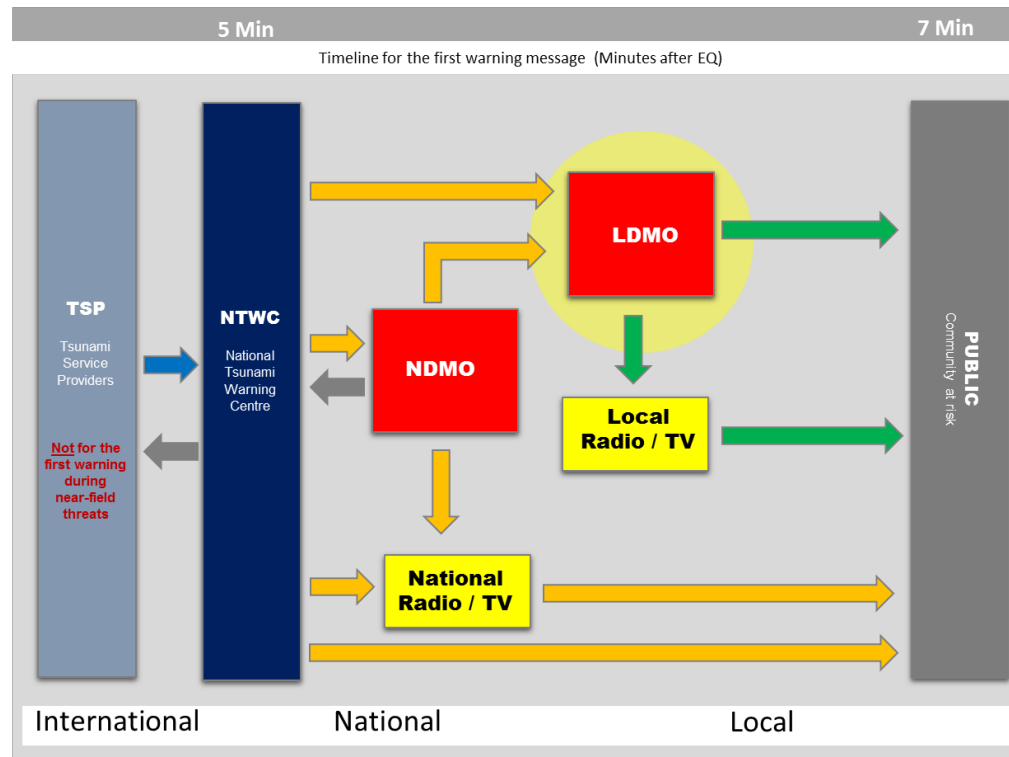 5 Min
7 Min
Timeline for the first warning message (Minutes after EQ)
TSP
Tsunami
Service
Providers
Not for the
first warning
during
near-field
threats
NTWC
National
Tsunami
Warning
Centre
NDMO
LDMO
Local
Radio / TV
National
Radio / TV
PUBLIC
Community at risk
International
National
Local